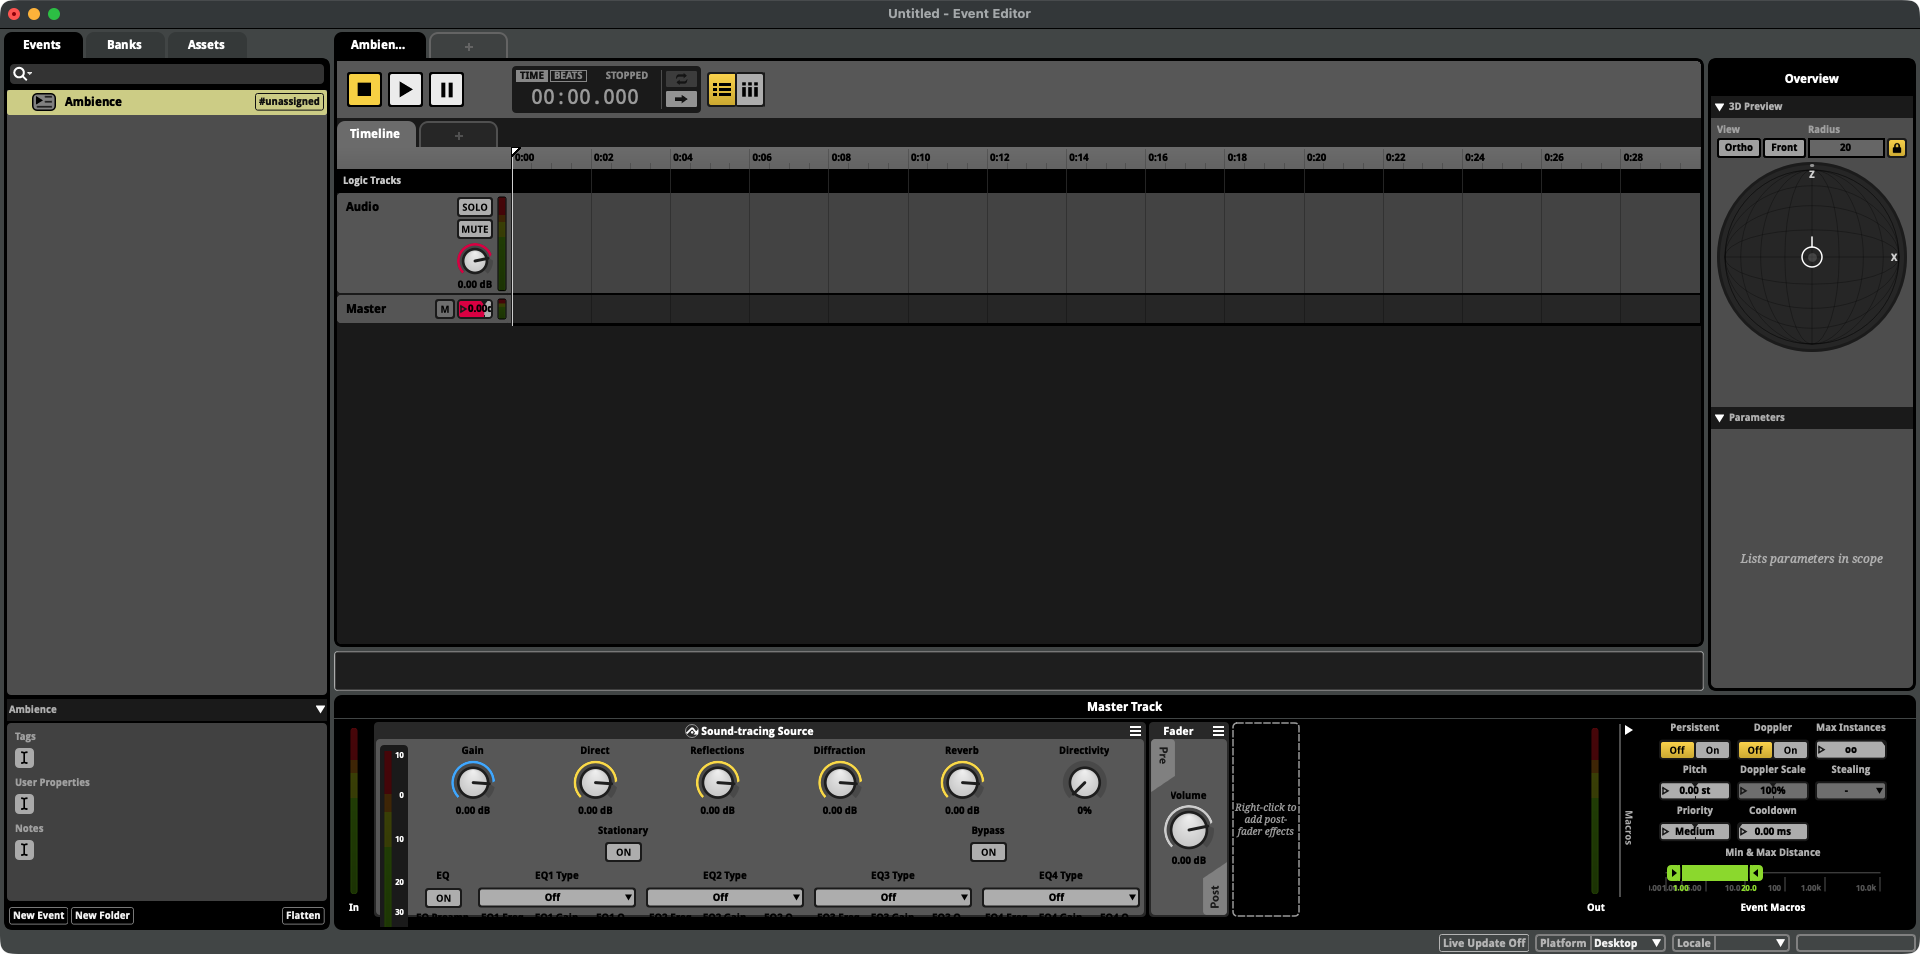 Untitled - Event Editor
Events
Banks
Assets
Ambien...
+
Ambience
#unassigned
TIME
BEATS
STOPPED
00:00.000
Timeline
+
0:00
0:02
0:04
0:06
0:08
0:10
0:12
0:14
0:16
0:18
0:20
0:22
0:24
0:26
0:28
Logic Tracks
Audio
SOLO
MUTE
0.00 dB
Master
M
0.00
Overview
3D Preview
View
Radius
Ortho
Front
20
Z
X
Parameters
Lists parameters in scope
Ambience
Tags
User Properties
Notes
New Event
New Folder
Flatten
Master Track
In
10
0
10
20
30
Sound-tracing Source
Gain
Direct
Reflections
Diffraction
Reverb
Directivity
0.00 dB
0.00 dB
0.00 dB
0.00 dB
0.00 dB
0%
Stationary
Bypass
ON
ON
EQ
EQ1 Type
EQ2 Type
EQ3 Type
EQ4 Type
ON
Off
Off
Off
Off
Fader
Pre
Volume
0.00 dB
Post
Right-click to
add post-
fader effects
Out
Macros
Persistent
Doppler
Max Instances
Off
On
Off
On
oo
Pitch
Doppler Scale
Stealing
0.00 st
100%
-
Priority
Cooldown
Medium
0.00 ms
Min & Max Distance
1.00
20.0
100
1.00k
10.0k
Event Macros
Live Update Off
Platform
Desktop
Locale